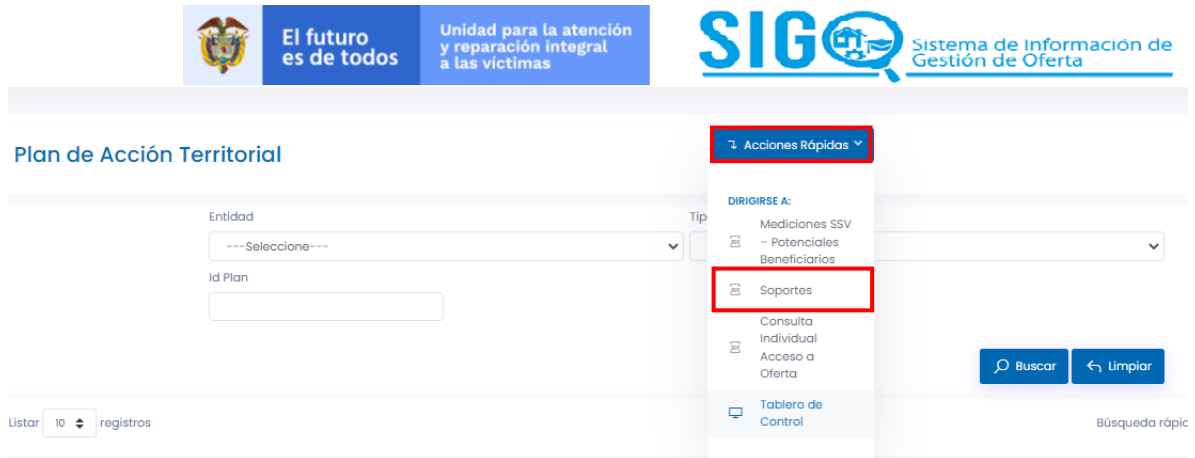 El futuro
es de todos
Unidad para la atención
y reparación integral
a las víctimas
SIGO
Sistema de Información de
Gestión de Oferta
Plan de Acción Territorial
Acciones Rápidas
DIRIGIRSE A:
Mediciones SSV
– Potenciales
Beneficiarios
Soportes
Consulta
Individual
Acceso a
Oferta
Tablero de
Control
Entidad
Tip
---Seleccione---
Id Plan
Buscar
Limpiar
Listar 10 registros
Búsqueda rápid